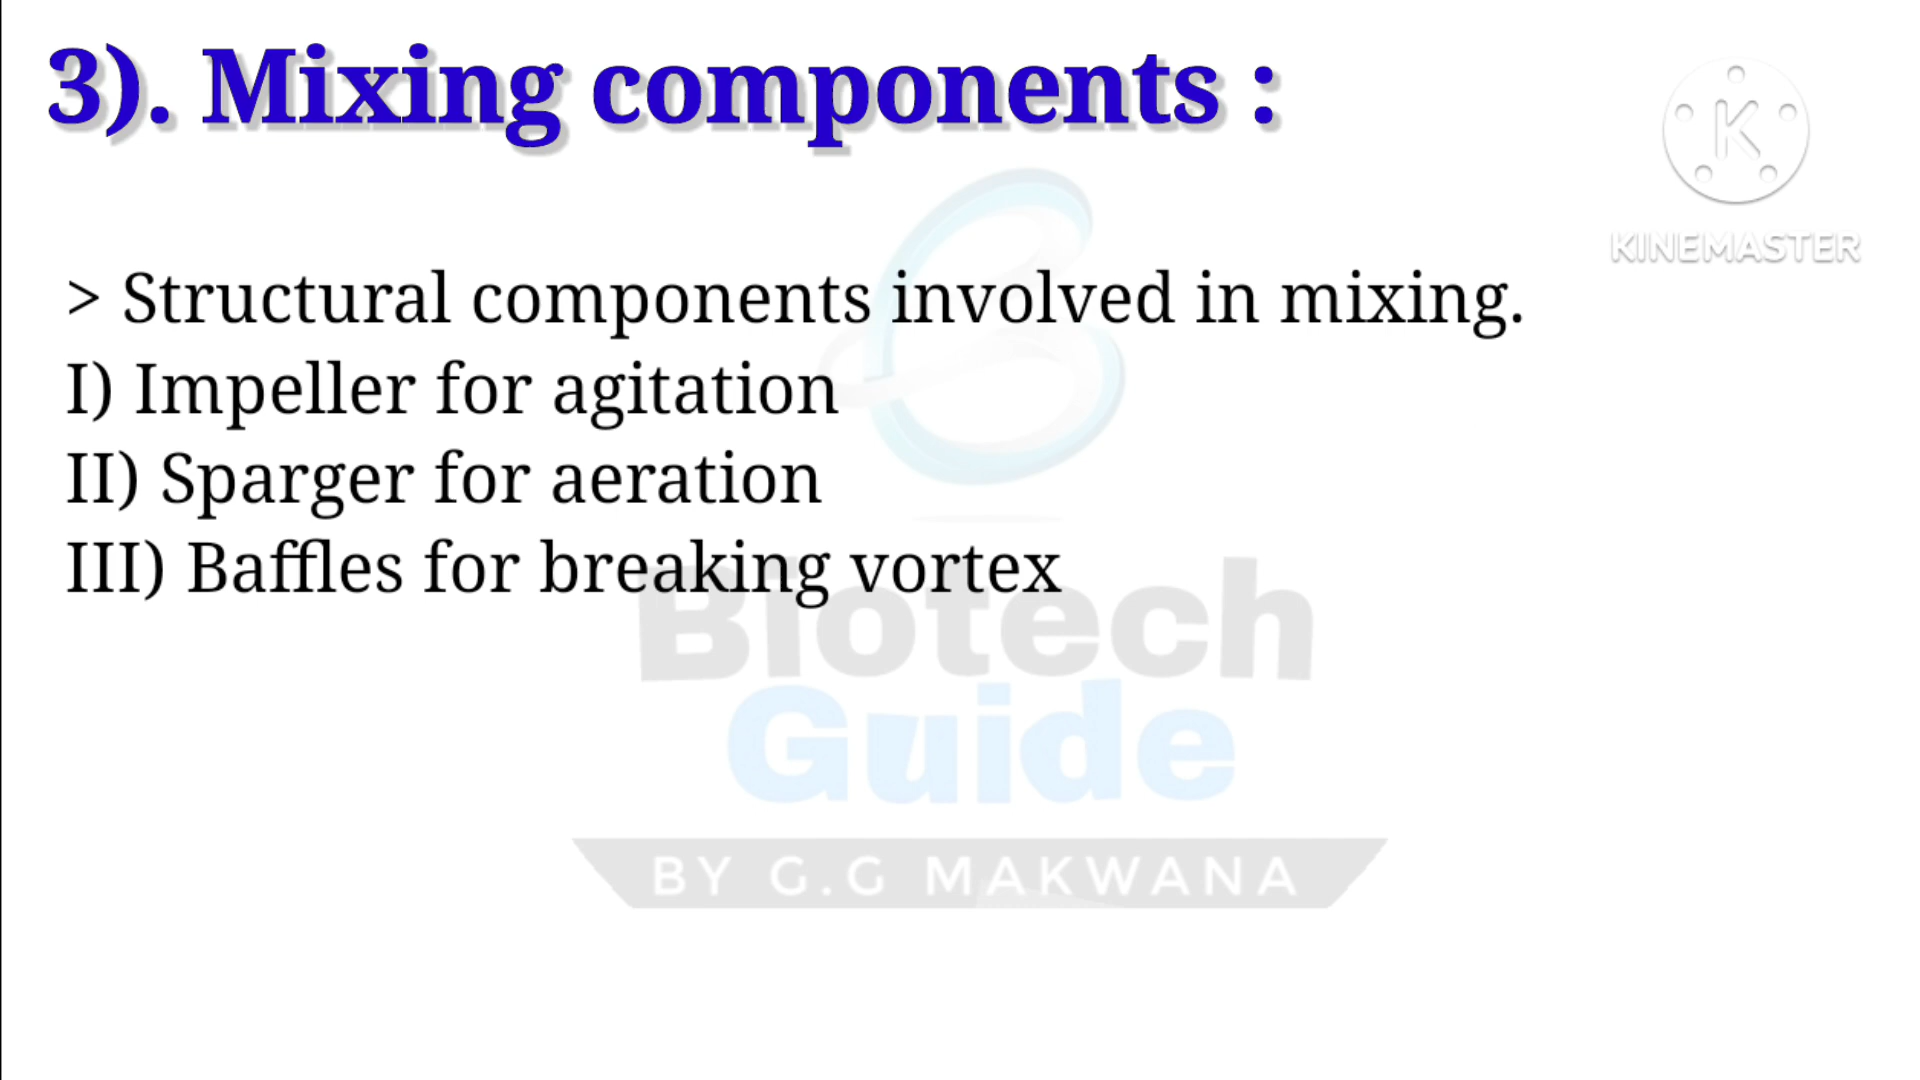 3). Mixing components :
KINEMASTER
> Structural components involved in mixing.
I) Impeller for agitation
II) Sparger for aeration
III) Baffles for breaking vortex
Biotech
Guide
BY G.G MAKWANA